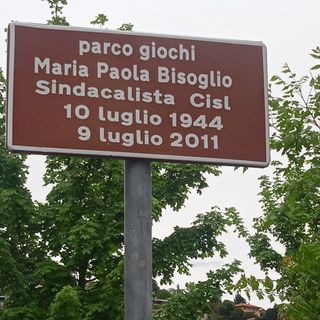 parco giochi
Maria Paola Bisoglio
Sindacalista Cisl
10 luglio 1944
9 luglio 2011